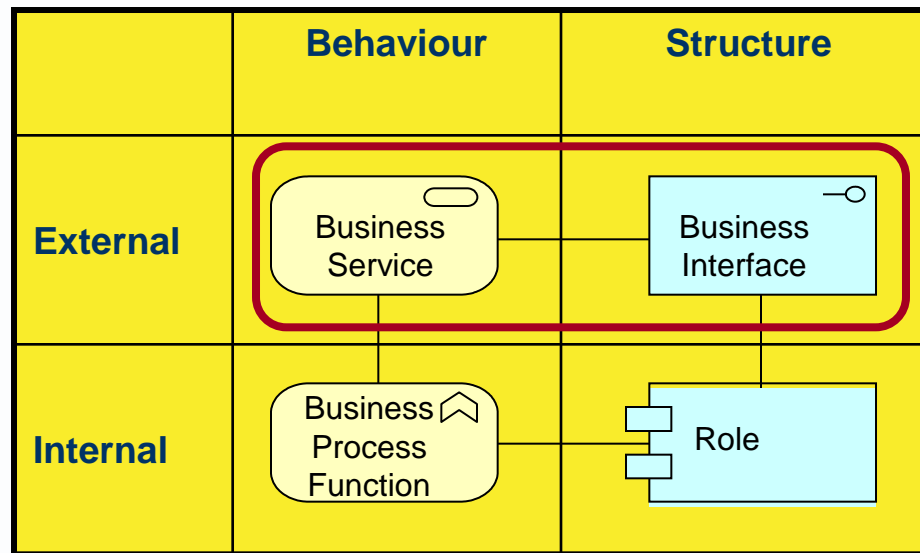 Behaviour
Structure
External
Business
Service
Business
Interface
Internal
Business
Process
Function
Role